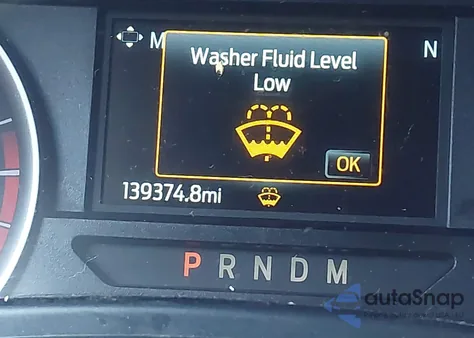 M
N
Washer Fluid Level
Low
OK
139374.8mi
P R N D M
autoSnap